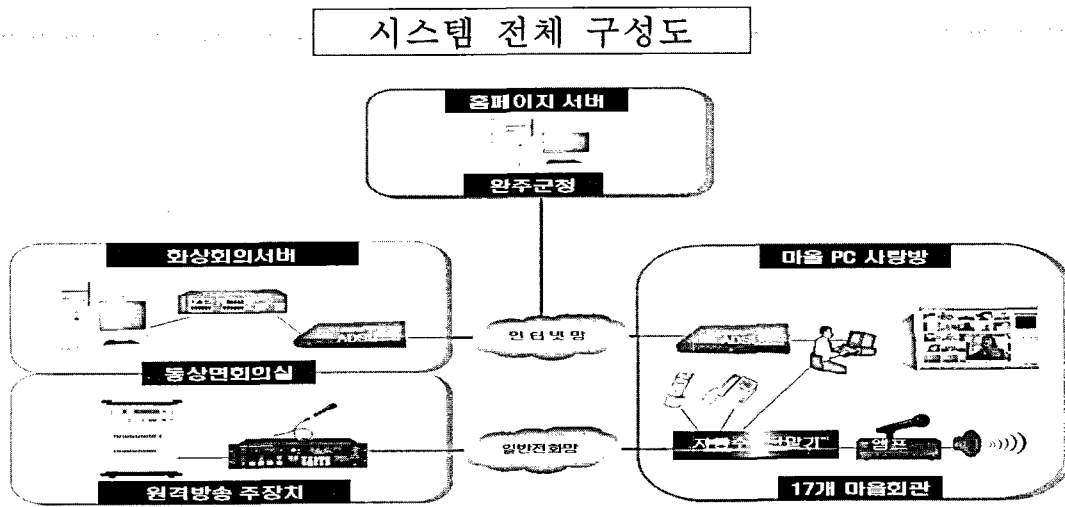 시스템 전체 구성도
홈페이지 서버
완주군청
화상회의서버
마을 PC 사랑방
인터넷망
동상면회의실
일반전화망
앰프
원격방송 주장치
17개 마을회관